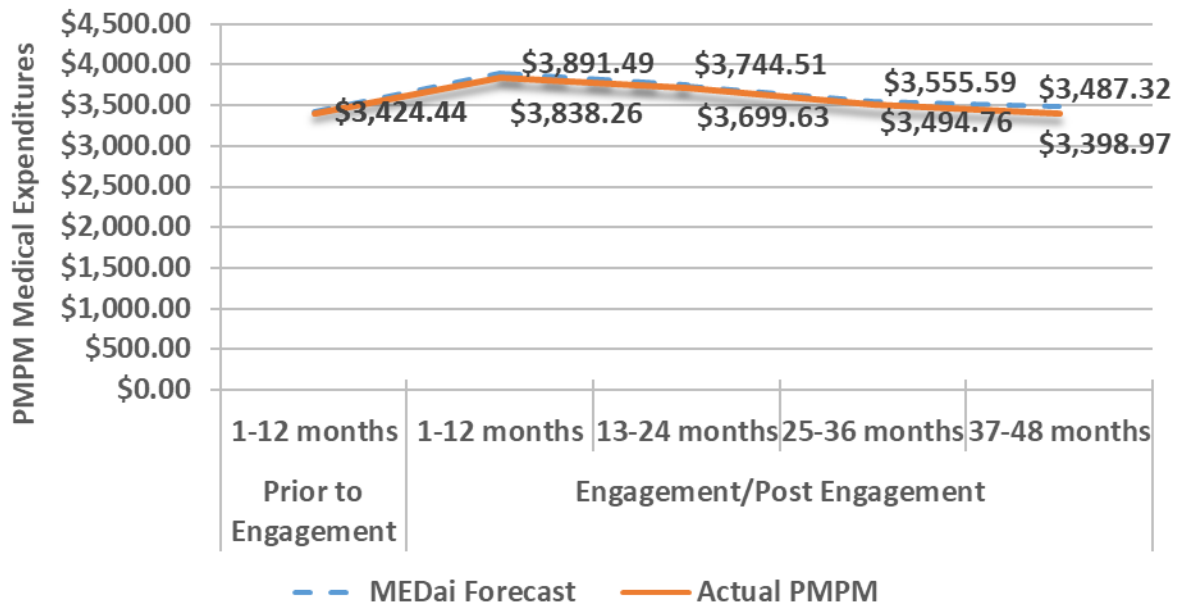 PMPM Medical Expenditures
$4,500.00
$4,000.00
$3,500.00
$3,000.00
$2,500.00
$2,000.00
$1,500.00
$1,000.00
$500.00
$0.00
$3,891.49
$3,744.51
$3,555.59
$3,487.32
$3,424.44
$3,838.26
$3,699.63
$3,494.76
$3,398.97
1-12 months
1-12 months
13-24 months
25-36 months
37-48 months
Prior to
Engagement
Engagement/Post Engagement
MEDai Forecast
Actual PMPM